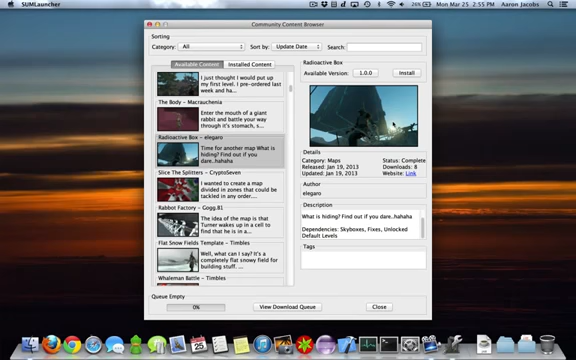 SUMLauncher
26%
Mon Mar 25 2:55 PM
Aaron Jacobs
Community Content Browser
Sorting
Category: All
Sort by: Update Date
Search:
Available Content
Installed Content
I just thought I would put up
my first level. I pre-ordered last
week and ha...
The Body - Macrauchenia
Enter the mouth of a giant
rabbit and battle your way
through it's stomach, s...
Radioactive Box - elegaro
Time for another map What is
hiding? Find out if you
dare..hahaha
Slice The Splitters - CryptoSeven
I wanted to create a map
divided in zones that could be
tackled in any order....
Rabbot Factory - Gogg.81
The idea of the map is that
Turner wakes up in a cell to
find that he is in a...
Flat Snow Fields Template - Timbles
Well, what can I say? It's a
completely flat snowy field for
building stuff. ...
Whaleman Battle - Timbles
Radioactive Box
Available Version: 1.0.0
Install
Details
Category: Maps
Status: Complete
Released: Jan 19, 2013
Downloads: 8
Updated: Jan 19, 2013
Website: Link
Author
elegaro
Description
What is hiding? Find out if you dare..hahaha
Dependencies: Skyboxes, Fixes, Unlocked
Default Levels
Tags
Queue Empty
0%
View Download Queue
Close
25